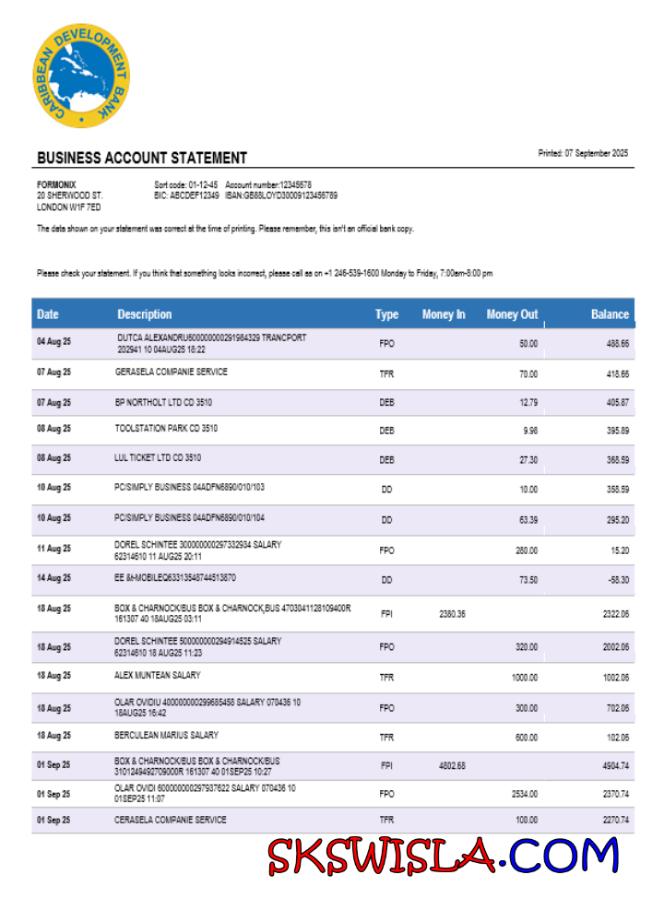 CARIBBEAN DEVELOPMENT BANK
BUSINESS ACCOUNT STATEMENT
Printed: 07 September 2025
FORMONIX Sort code: 01-12-45 Account number:12345678
20 SHERWOOD ST. BIC: ABCDEF12349 IBAN:GB88LOYD30009123456789
LONDON W1F 7ED
The data shown on your statement was correct at the time of printing. Please remember, this isn't an official bank copy.
Please check your statement. If you think that something looks incorrect, please call as on +1 246-539-1600 Monday to Friday, 7:00am-8:00 pm
Date Description Type Money In Money Out Balance
04 Aug 25 DUTCA ALEXANDRU600000000291984329 TRANCPORT FPO 50.00 488.66
202941 10 04AUG25 18:22
07 Aug 25 GERASELA COMPANIE SERVICE TFR 70.00 418.66
07 Aug 25 BP NORTHOLT LTD CD 3510 DEB 12.79 405.87
08 Aug 25 TOOLSTATION PARK CD 3510 DEB 9.98 395.89
08 Aug 25 LUL TICKET LTD CD 3510 DEB 27.30 368.59
10 Aug 25 PC/SIMPLY BUSINESS 04ADFN6890/010/103 DD 10.00 358.59
10 Aug 25 PC/SIMPLY BUSINESS 04ADFN6890/010/104 DD 63.39 295.20
11 Aug 25 DOREL SCHINTEE 300000000297332934 SALARY FPO 280.00 15.20
62314610 11 AUG25 20:11
14 Aug 25 EE &t-MOBILEQ63313548744513870 DD 73.50 -58.30
18 Aug 25 BOX & CHARNOCK/BUS BOX & CHARNOCK,BUS 4703041128109400R FPI 2380.36 2322.06
161307 40 18AUG25 03:11
18 Aug 25 DOREL SCHINTEE 500000000294914525 SALARY FPO 320.00 2002.06
62314610 18 AUG25 11:23
18 Aug 25 ALEX MUNTEAN SALARY TFR 1000.00 1002.06
18 Aug 25 OLAR OVIDIU 400000000299685458 SALARY 070436 10 FPO 300.00 702.06
18AUG25 16:42
18 Aug 25 BERCULEAN MARIUS SALARY TFR 600.00 102.06
01 Sep 25 BOX & CHARNOCK/BUS BOX & CHARNOCK/BUS FPI 4802.68 4904.74
3101249492709000R 161307 40 01SEP25 10:27
01 Sep 25 OLAR OVIDI 600000000297937622 SALARY 070436 10 FPO 2534.00 2370.74
01SEP25 11:07
01 Sep 25 CERASELA COMPANIE SERVICE TFR 100.00 2270.74
SKSWISLA.COM